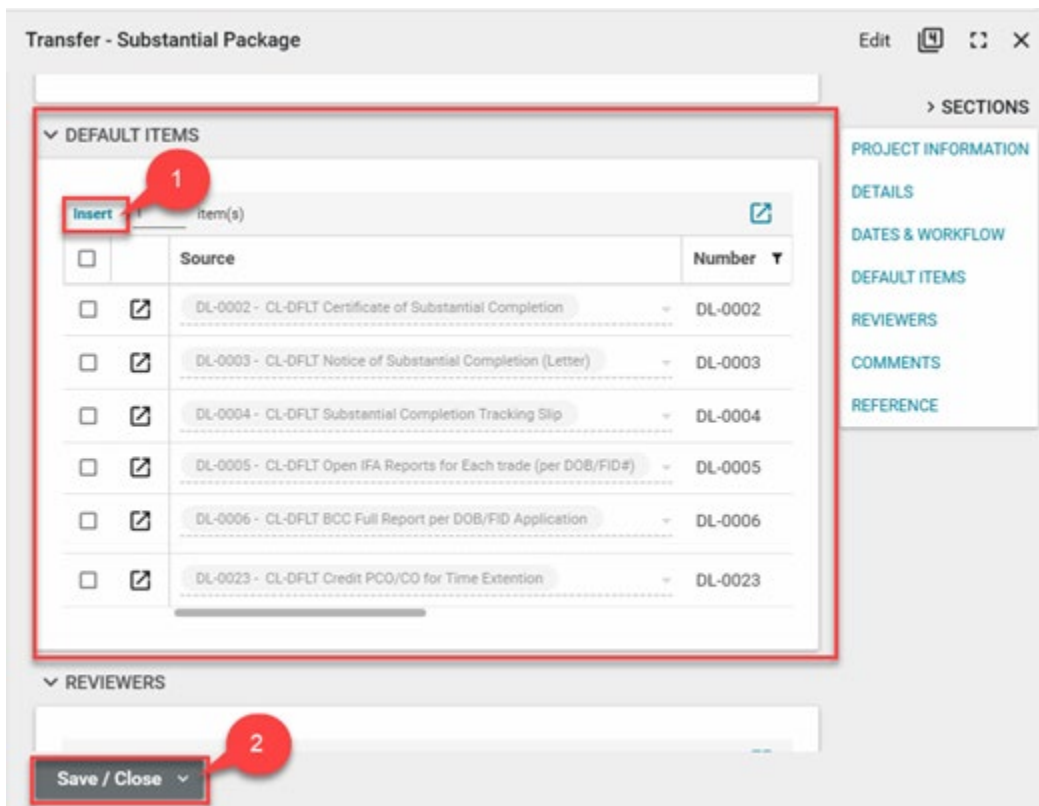 Transfer - Substantial Package
Edit
> SECTIONS
PROJECT INFORMATION
DETAILS
DATES & WORKFLOW
DEFAULT ITEMS
REVIEWERS
COMMENTS
REFERENCE
DEFAULT ITEMS
1
Insert item(s)
Source Number
DL-0002 - CL-DFLT Certificate of Substantial Completion DL-0002
DL-0003 - CL-DFLT Notice of Substantial Completion (Letter) DL-0003
DL-0004 - CL-DFLT Substantial Completion Tracking Slip DL-0004
DL-0005 - CL-DFLT Open IFA Reports for Each trade (per DOB/FID#) DL-0005
DL-0006 - CL-DFLT BCC Full Report per DOB/FID Application DL-0006
DL-0023 - CL-DFLT Credit PCO/CO for Time Extention DL-0023
REVIEWERS
2
Save / Close